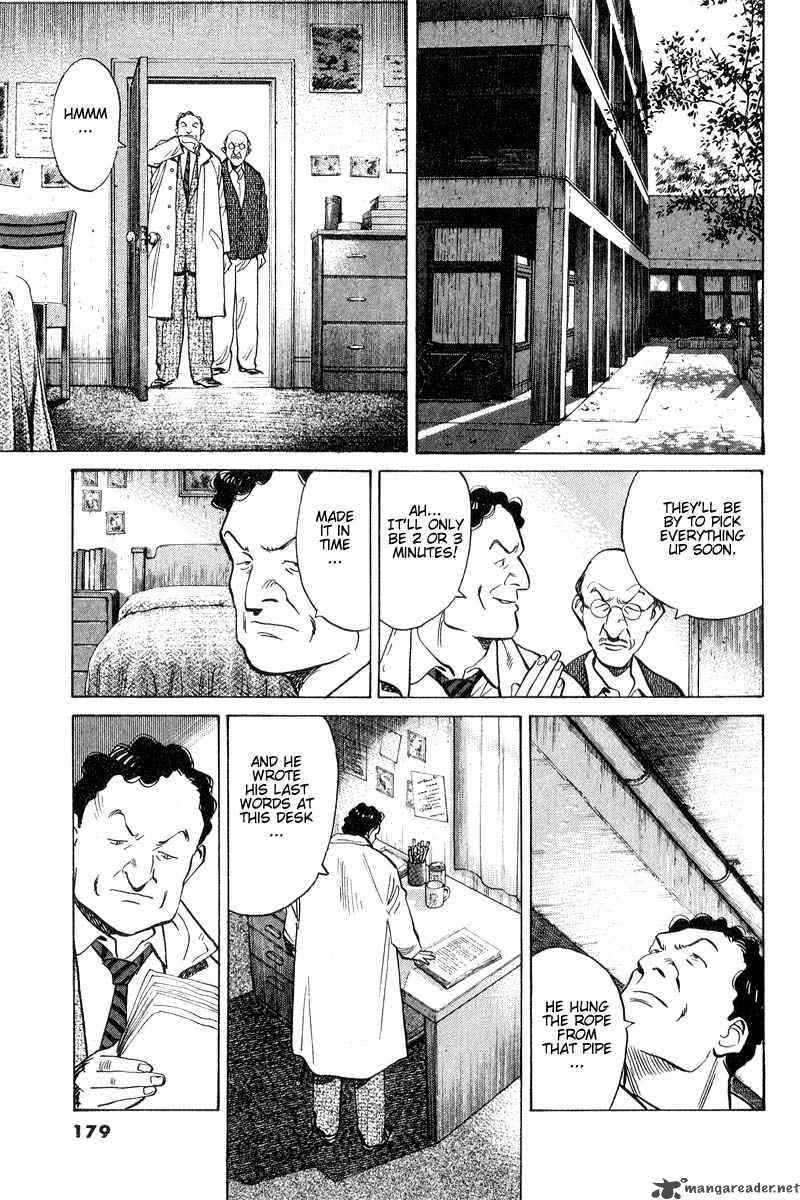 HMMM
...
THEY'LL BE
BY TO PICK
EVERYTHING
UP SOON.
AH...
IT'LL ONLY
BE 2 OR 3
MINUTES!
MADE
IT IN
TIME
...
HE HUNG
THE ROPE
FROM
THAT PIPE
...
AND HE
WROTE
HIS LAST
WORDS AT
THIS DESK
...
179
mangareader.net